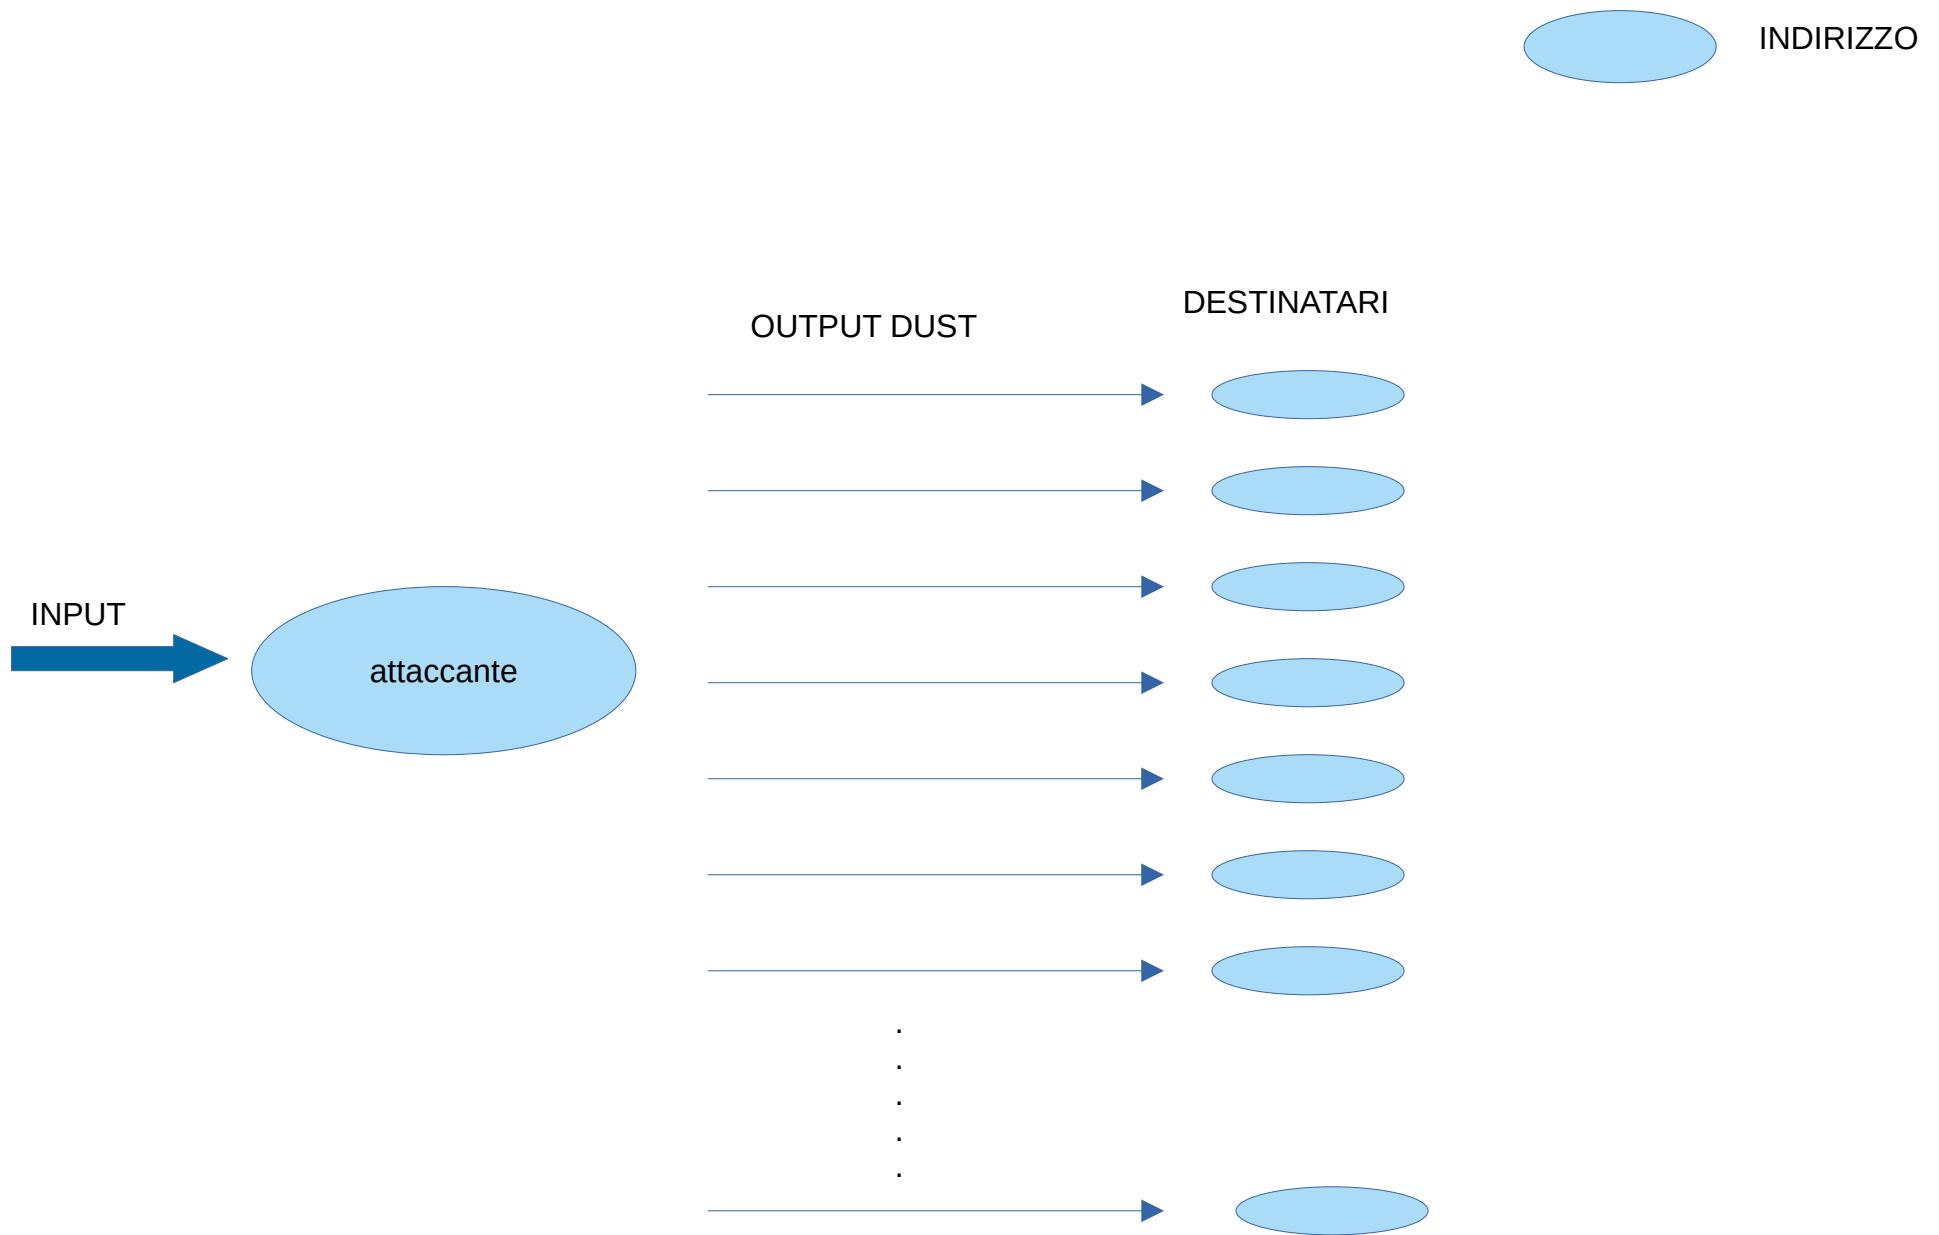 INDIRIZZO
DESTINATARI
OUTPUT DUST
INPUT
attaccante
.
.
.
.
.